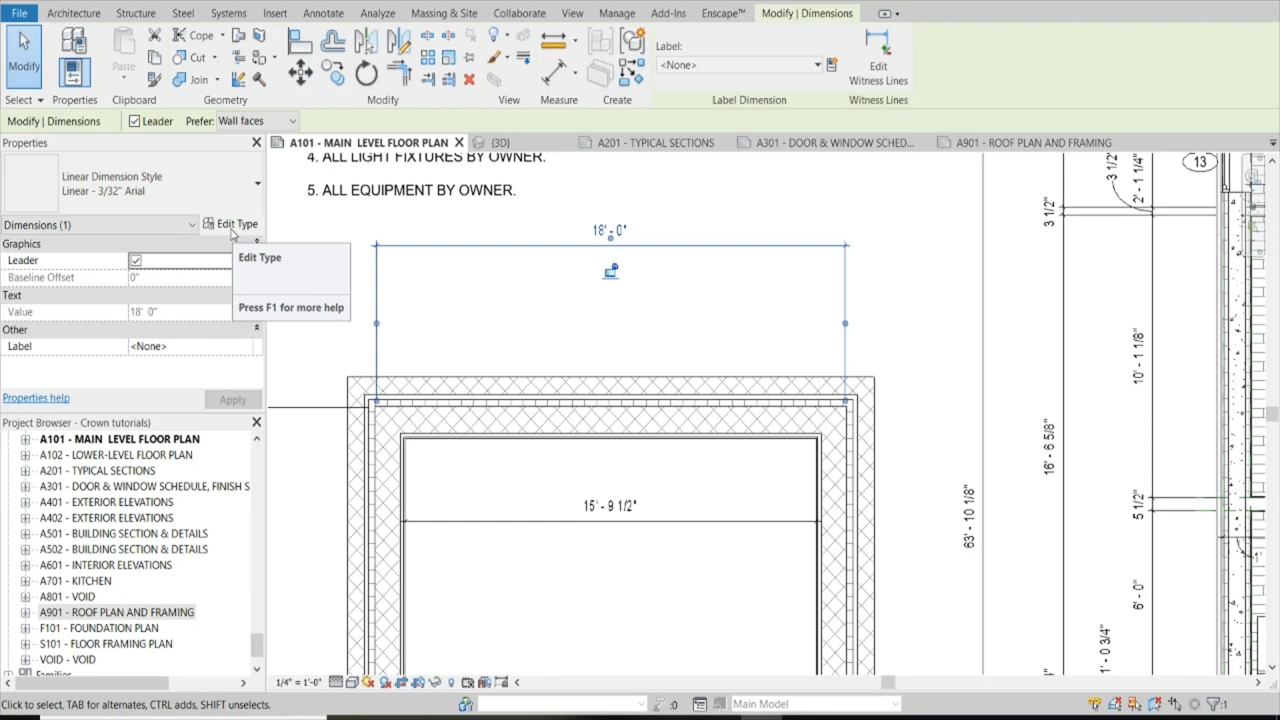 File Architecture Structure Steel Systems Insert Annotate Analyze Massing & Site Collaborate View Manage Add-Ins Enscape™ Modify | Dimensions
Modify
Paste
Cope
Cut
Join
Label:
<None>
Edit
Witness Lines
Select Properties Clipboard Geometry Modify View Measure Create Label Dimension Witness Lines
Modify | Dimensions Leader Prefer: Wall faces
Properties
A101 - MAIN LEVEL FLOOR PLAN {3D} A201 - TYPICAL SECTIONS A301 - DOOR & WINDOW SCHED... A901 - ROOF PLAN AND FRAMING
Linear Dimension Style
Linear - 3/32" Arial
Dimensions (1) Edit Type
Graphics
Leader
Baseline Offset 0"
Text
Value 18' 0"
Other
Label <None>
Properties help Apply
Edit Type
Press F1 for more help
Project Browser - Crown tutorials)
A101 - MAIN LEVEL FLOOR PLAN
A102 - LOWER-LEVEL FLOOR PLAN
A201 - TYPICAL SECTIONS
A301 - DOOR & WINDOW SCHEDULE, FINISH S
A401 - EXTERIOR ELEVATIONS
A402 - EXTERIOR ELEVATIONS
A501 - BUILDING SECTION & DETAILS
A502 - BUILDING SECTION & DETAILS
A601 - INTERIOR ELEVATIONS
A701 - KITCHEN
A801 - VOID
A901 - ROOF PLAN AND FRAMING
F101 - FOUNDATION PLAN
S101 - FLOOR FRAMING PLAN
VOID - VOID
Families
4. ALL LIGHT FIXTURES BY OWNER.
5. ALL EQUIPMENT BY OWNER.
18' - 0"
15' - 9 1/2"
63' - 10 1/8"
3 1/2"
16' - 6 5/8"
3 1/2"
2' - 1 1/4"
13
10' - 1 1/8"
5 1/2"
6' - 0"
1' - 0 3/4"
1/4" = 1'-0"
Click to select, TAB for alternates, CTRL adds, SHIFT unselects.
:0
Main Model
:1